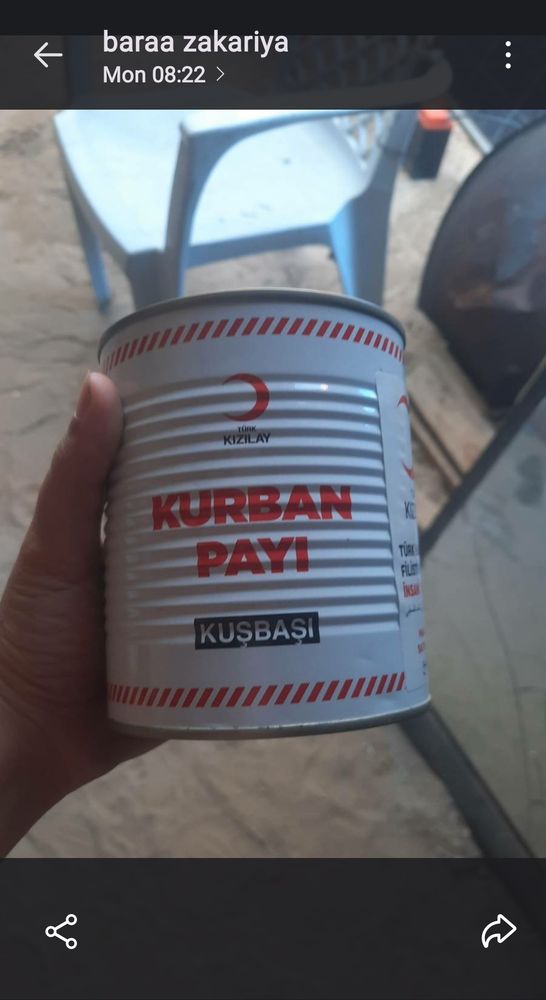 baraa zakariya
Mon 08:22
TÜRK
KIZILAY
KURBAN
PAYI
KUŞBAŞI
TÜRK